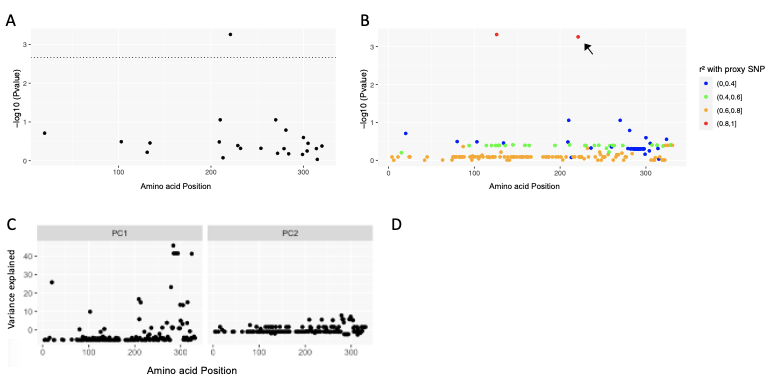 A
−log10 (Pvalue)
3
2
1
0
100
200
300
Amino acid Position
B
−log10 (Pvalue)
3
2
1
0
0
100
200
300
Amino acid Position
r² with proxy SNP
(0,0.4]
(0.4,0.6]
(0.6,0.8]
(0.8,1]
C
PC1
PC2
Variance explained
40
30
20
10
0
0
100
200
300
0
100
200
300
Amino acid Position
D